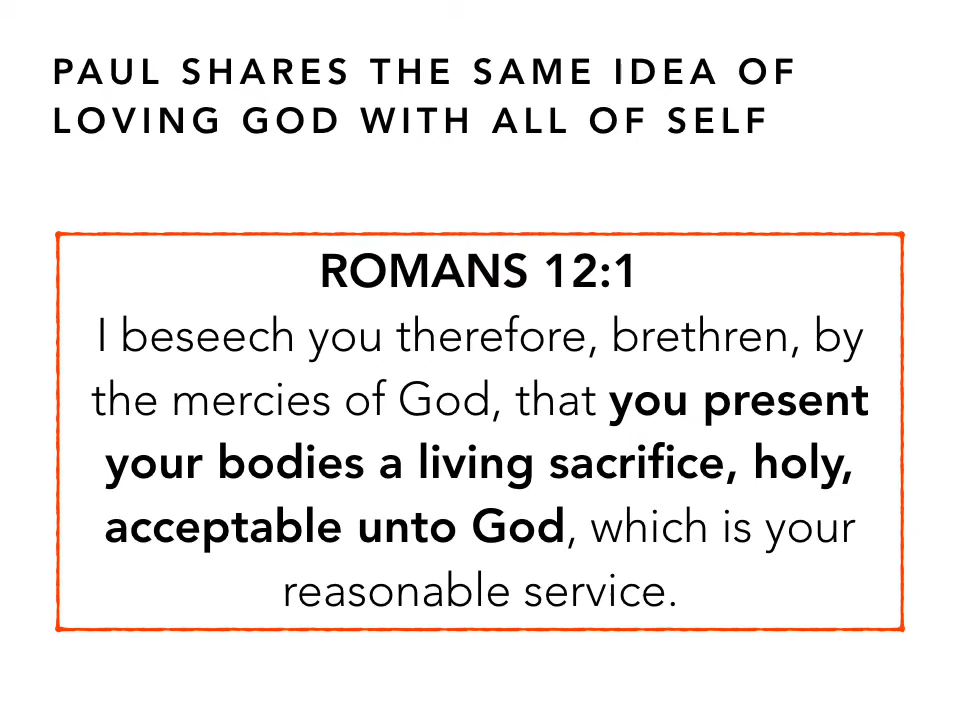 PAUL SHARES THE SAME IDEA OF
LOVING GOD WITH ALL OF SELF
ROMANS 12:1
I beseech you therefore, brethren, by
the mercies of God, that you present
your bodies a living sacrifice, holy,
acceptable unto God, which is your
reasonable service.